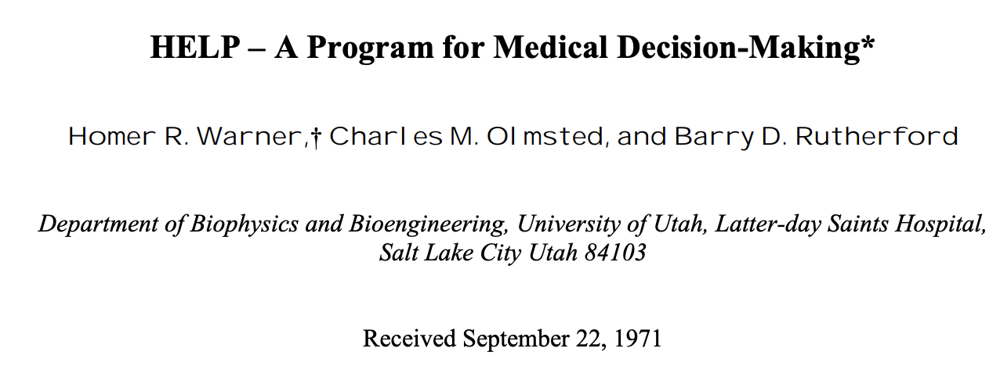 HELP – A Program for Medical Decision-Making*
Homer R. Warner,† Charles M. Olmsted, and Barry D. Rutherford
Department of Biophysics and Bioengineering, University of Utah, Latter-day Saints Hospital,
Salt Lake City Utah 84103
Received September 22, 1971